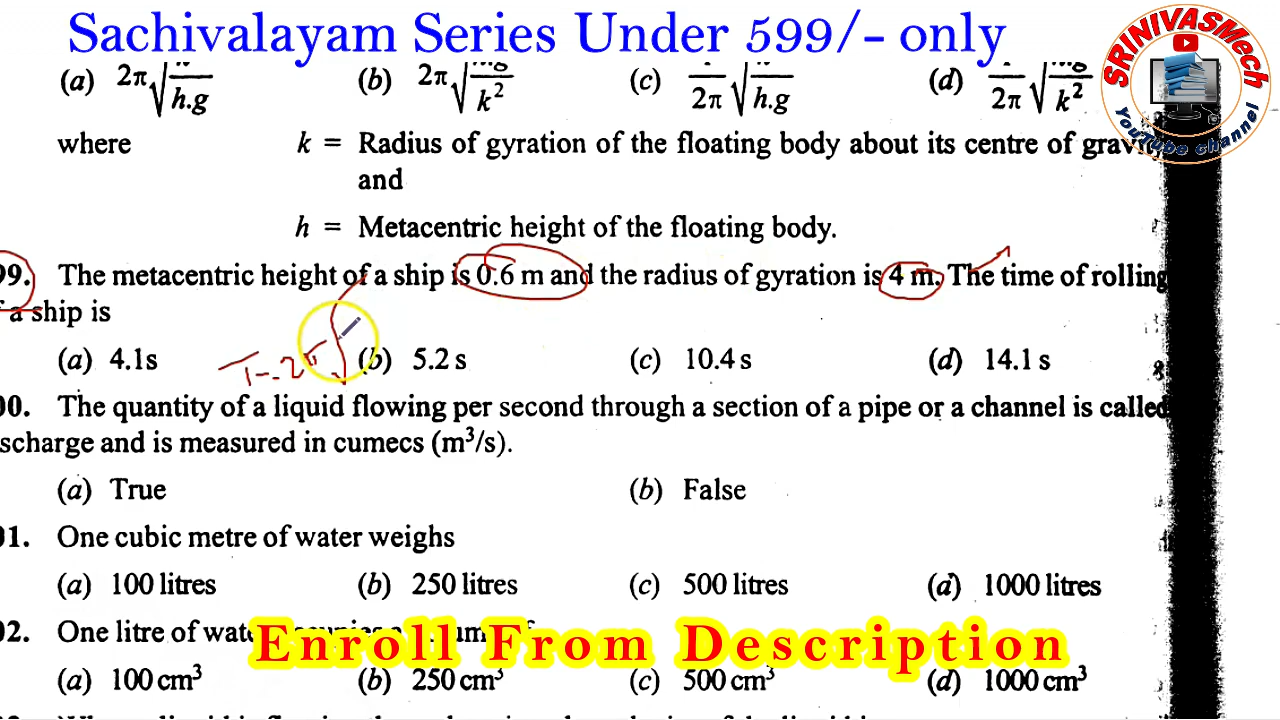 Sachivalayam Series Under 599/- only
SRINIVASMech
YouTube channel
(a) 2π√ h.g (b) 2π√ mg k² (c) 1 2π √ h.g (d) 1 2π √ mg k²
where k = Radius of gyration of the floating body about its centre of
and
h = Metacentric height of the floating body.
99. The metacentric height of a ship is 0.6 m and the radius of gyration is 4 m. The time of rolling
a ship is
(a) 4.1s (b) 5.2 s (c) 10.4 s (d) 14.1 s
T = 2π
00. The quantity of a liquid flowing per second through a section of a pipe or a channel is called
scharge and is measured in cumecs (m³/s).
(a) True (b) False
01. One cubic metre of water weighs
(a) 100 litres (b) 250 litres (c) 500 litres (d) 1000 litres
02. One litre of
Enroll From Description
(a) 100 cm³ (b) 250 cm³ (c) 500 cm³ (d) 1000 cm³